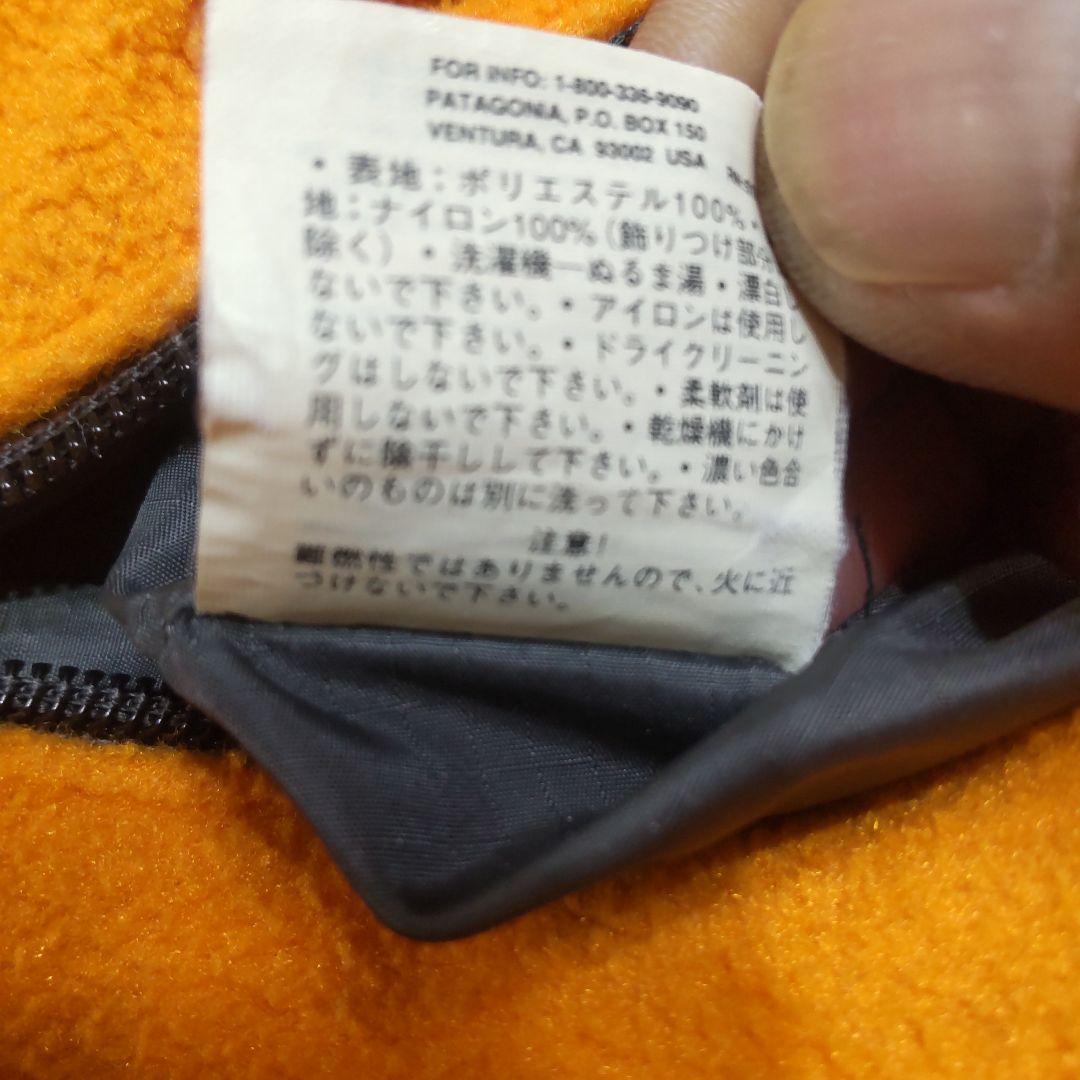 FOR INFO: 1-800-336-9090
PATAGONIA, P.O. BOX 150
VENTURA, CA 93002 USA
・表地：ポリエステル100%・
地：ナイロン100%（飾りつけ部分
除く）・洗濯機―ぬるま湯・漂白し
ないで下さい。・アイロンは使用し
ないで下さい。・ドライクリーニン
グはしないで下さい。・柔軟剤は使
用しないで下さい。・乾燥機にかけ
ずに陰干しして下さい。・濃い色合
いのものは別に洗って下さい。
注意！
難燃性ではありませんので、火に近
つけないで下さい。